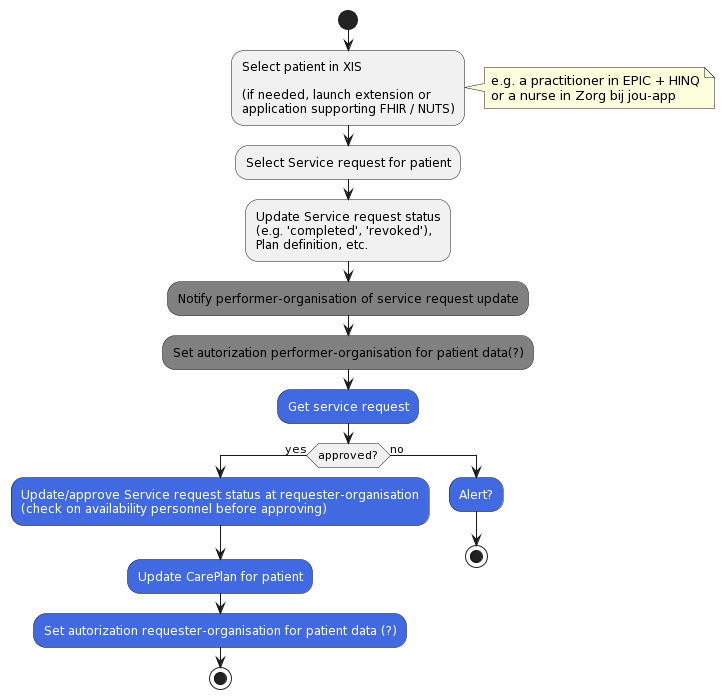 Select patient in XIS
(if needed, launch extension or
application supporting FHIR / NUTS)
e.g. a practitioner in EPIC + HINQ
or a nurse in Zorg bij jou-app
Select Service request for patient
Update Service request status
(e.g. 'completed', 'revoked'),
Plan definition, etc.
Notify performer-organisation of service request update
Set autorization performer-organisation for patient data(?)
Get service request
yes
approved?
no
Update/approve Service request status at requester-organisation
(check on availability personnel before approving)
Alert?
Update CarePlan for patient
Set autorization requester-organisation for patient data (?)